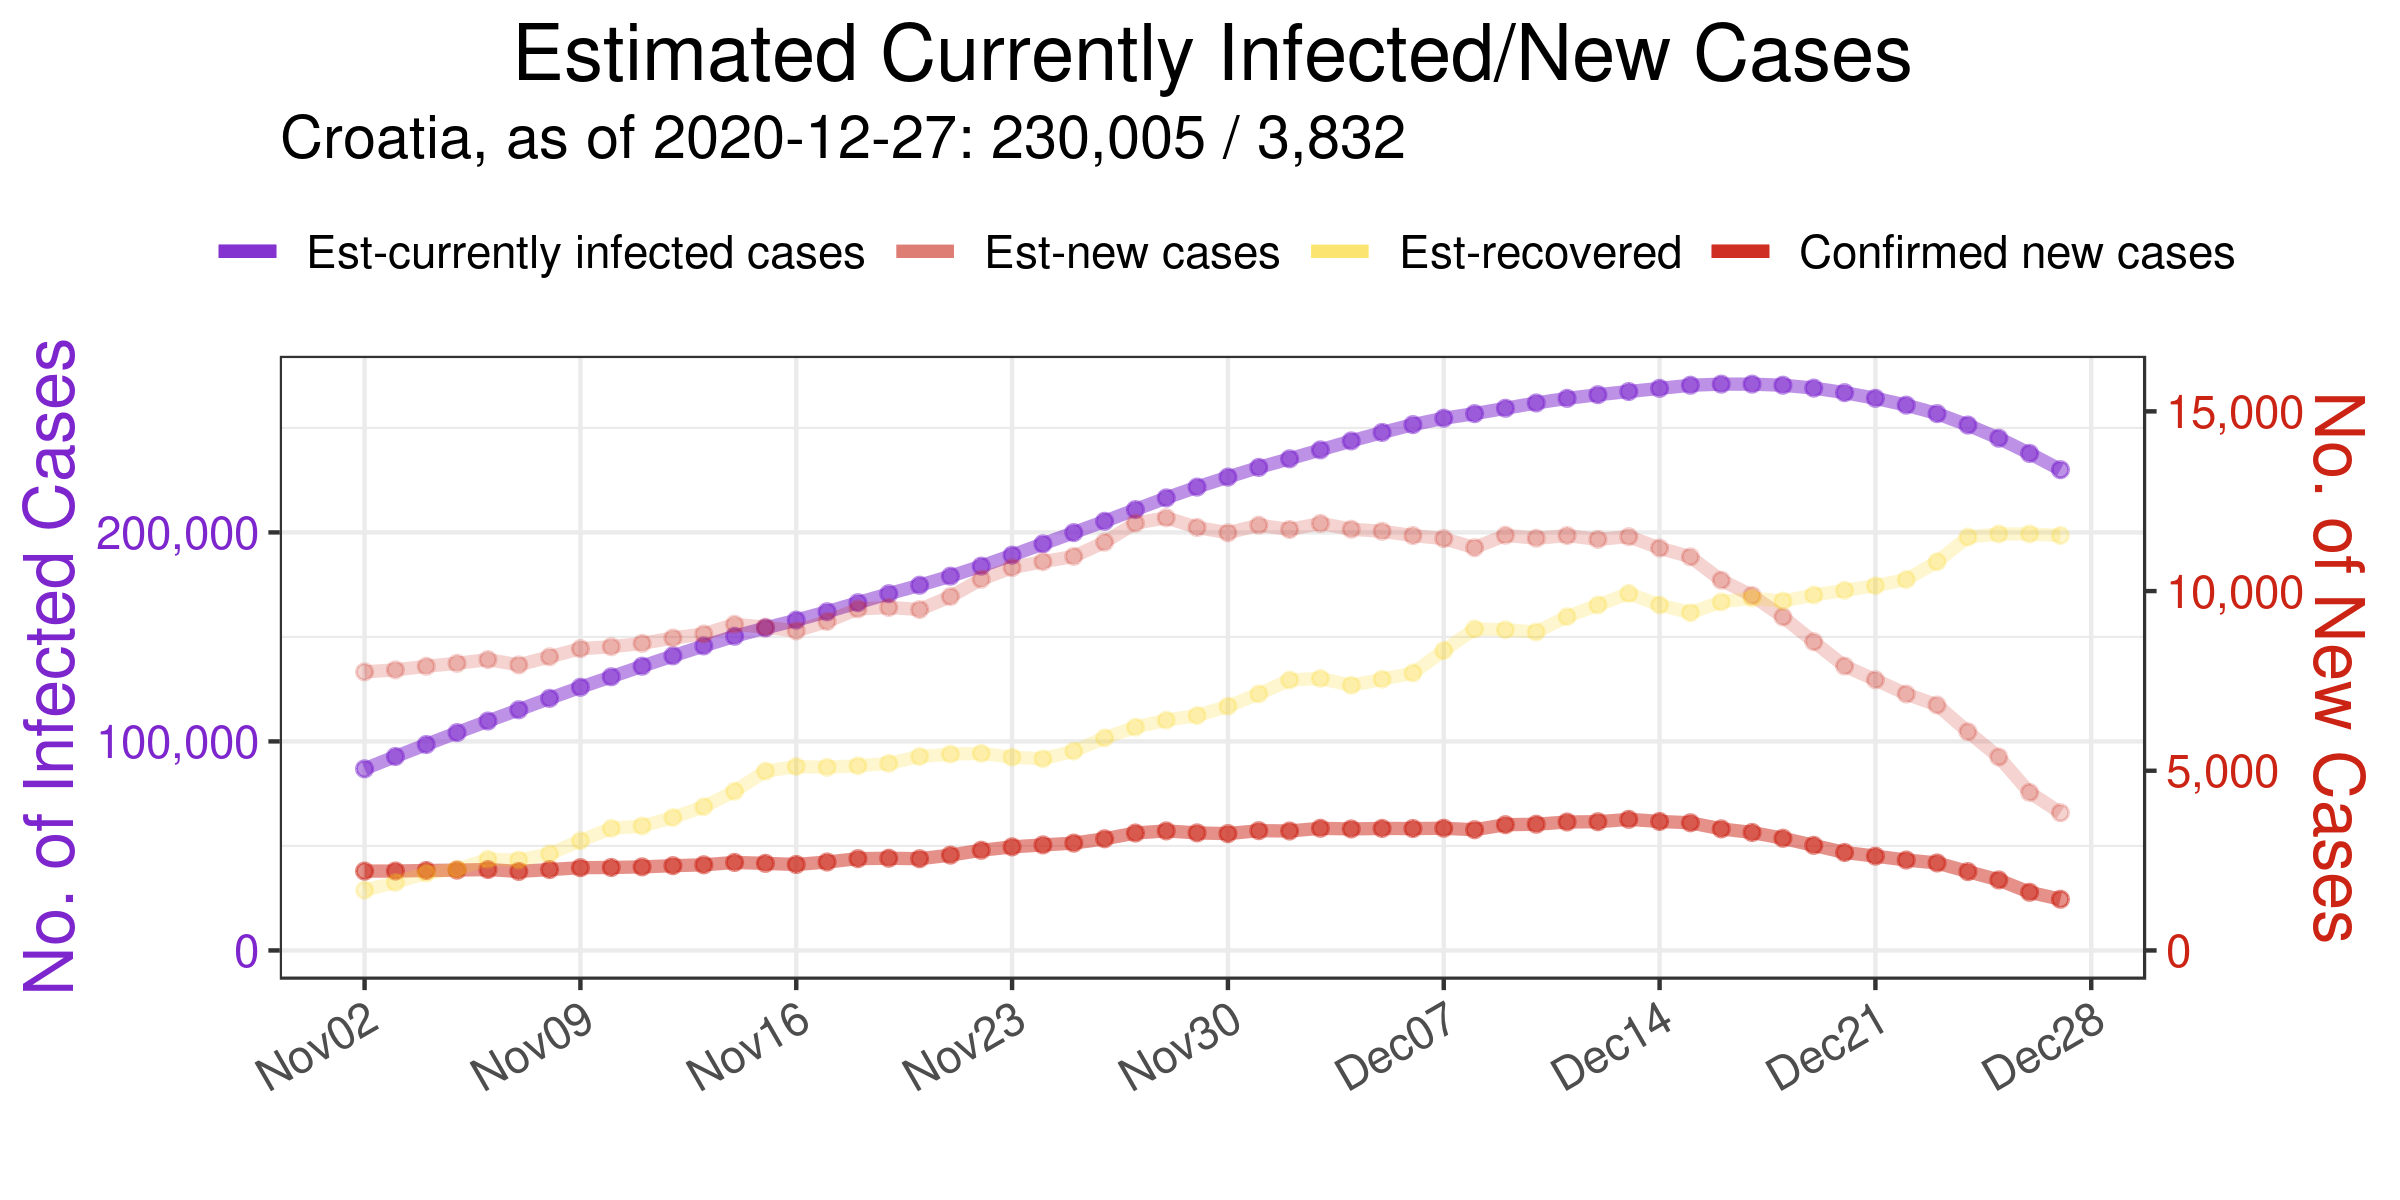 Estimated Currently Infected/New Cases
Croatia, as of 2020-12-27: 230,005 / 3,832
Est-currently infected cases Est-new cases Est-recovered Confirmed new cases
No. of Infected Cases
200,000
100,000
0
15,000
10,000
5,000
0
No. of New Cases
Nov02 Nov09 Nov16 Nov23 Nov30 Dec07 Dec14 Dec21 Dec28